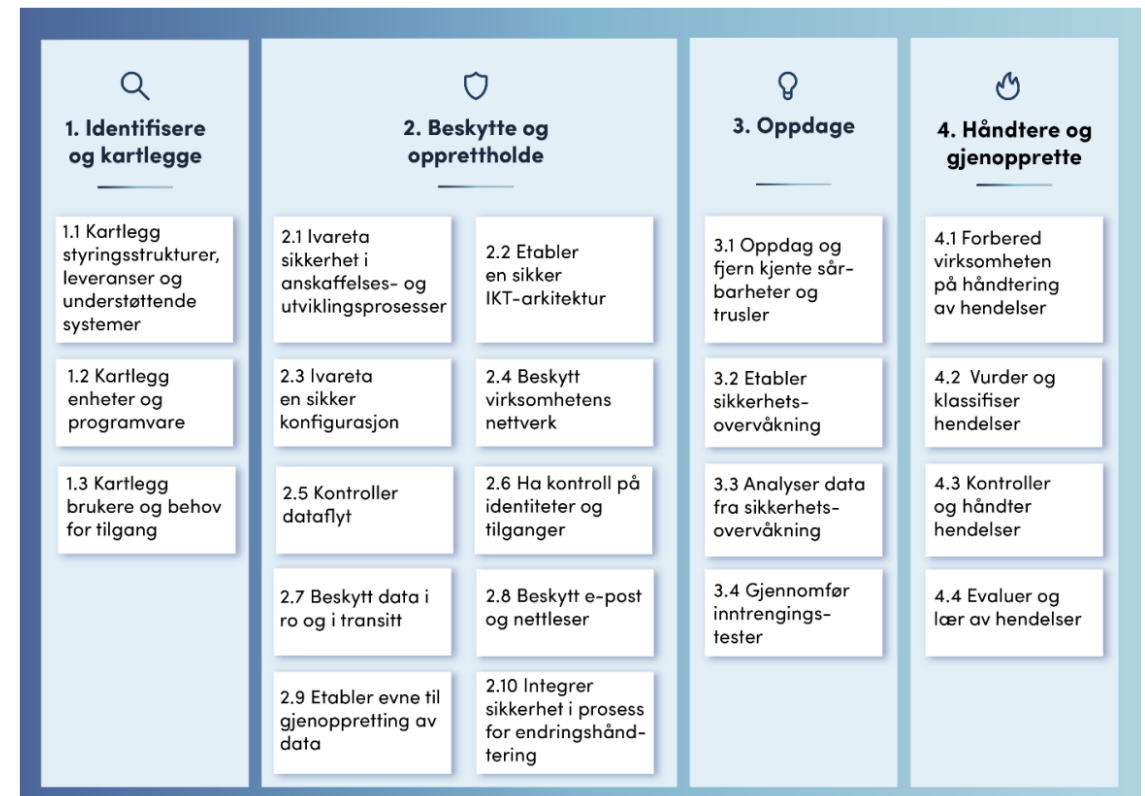 1. Identifisere
og kartlegge
1.1 Kartlegg
styringsstrukturer,
leveranser og
understøttende
systemer
1.2 Kartlegg
enheter og
programvare
1.3 Kartlegg
brukere og behov
for tilgang
2. Beskytte og
opprettholde
2.1 Ivareta
sikkerhet i
anskaffelses- og
utviklingsprosesser
2.2 Etabler
en sikker
IKT-arkitektur
2.3 Ivareta
en sikker
konfigurasjon
2.4 Beskytt
virksomhetens
nettverk
2.5 Kontroller
dataflyt
2.6 Ha kontroll på
identiteter og
tilganger
2.7 Beskytt data i
ro og i transitt
2.8 Beskytt e-post
og nettleser
2.9 Etabler evne til
gjenoppretting av
data
2.10 Integrer
sikkerhet i prosess
for endringshånd-
tering
3. Oppdage
3.1 Oppdag og
fjern kjente sår-
barheter og
trusler
3.2 Etabler
sikkerhets-
overvåkning
3.3 Analyser data
fra sikkerhets-
overvåkning
3.4 Gjennomfør
inntrengings-
tester
4. Håndtere og
gjenopprette
4.1 Forbered
virksomheten
på håndtering
av hendelser
4.2 Vurder og
klassifiser
hendelser
4.3 Kontroller
og håndter
hendelser
4.4 Evaluer og
lær av hendelser